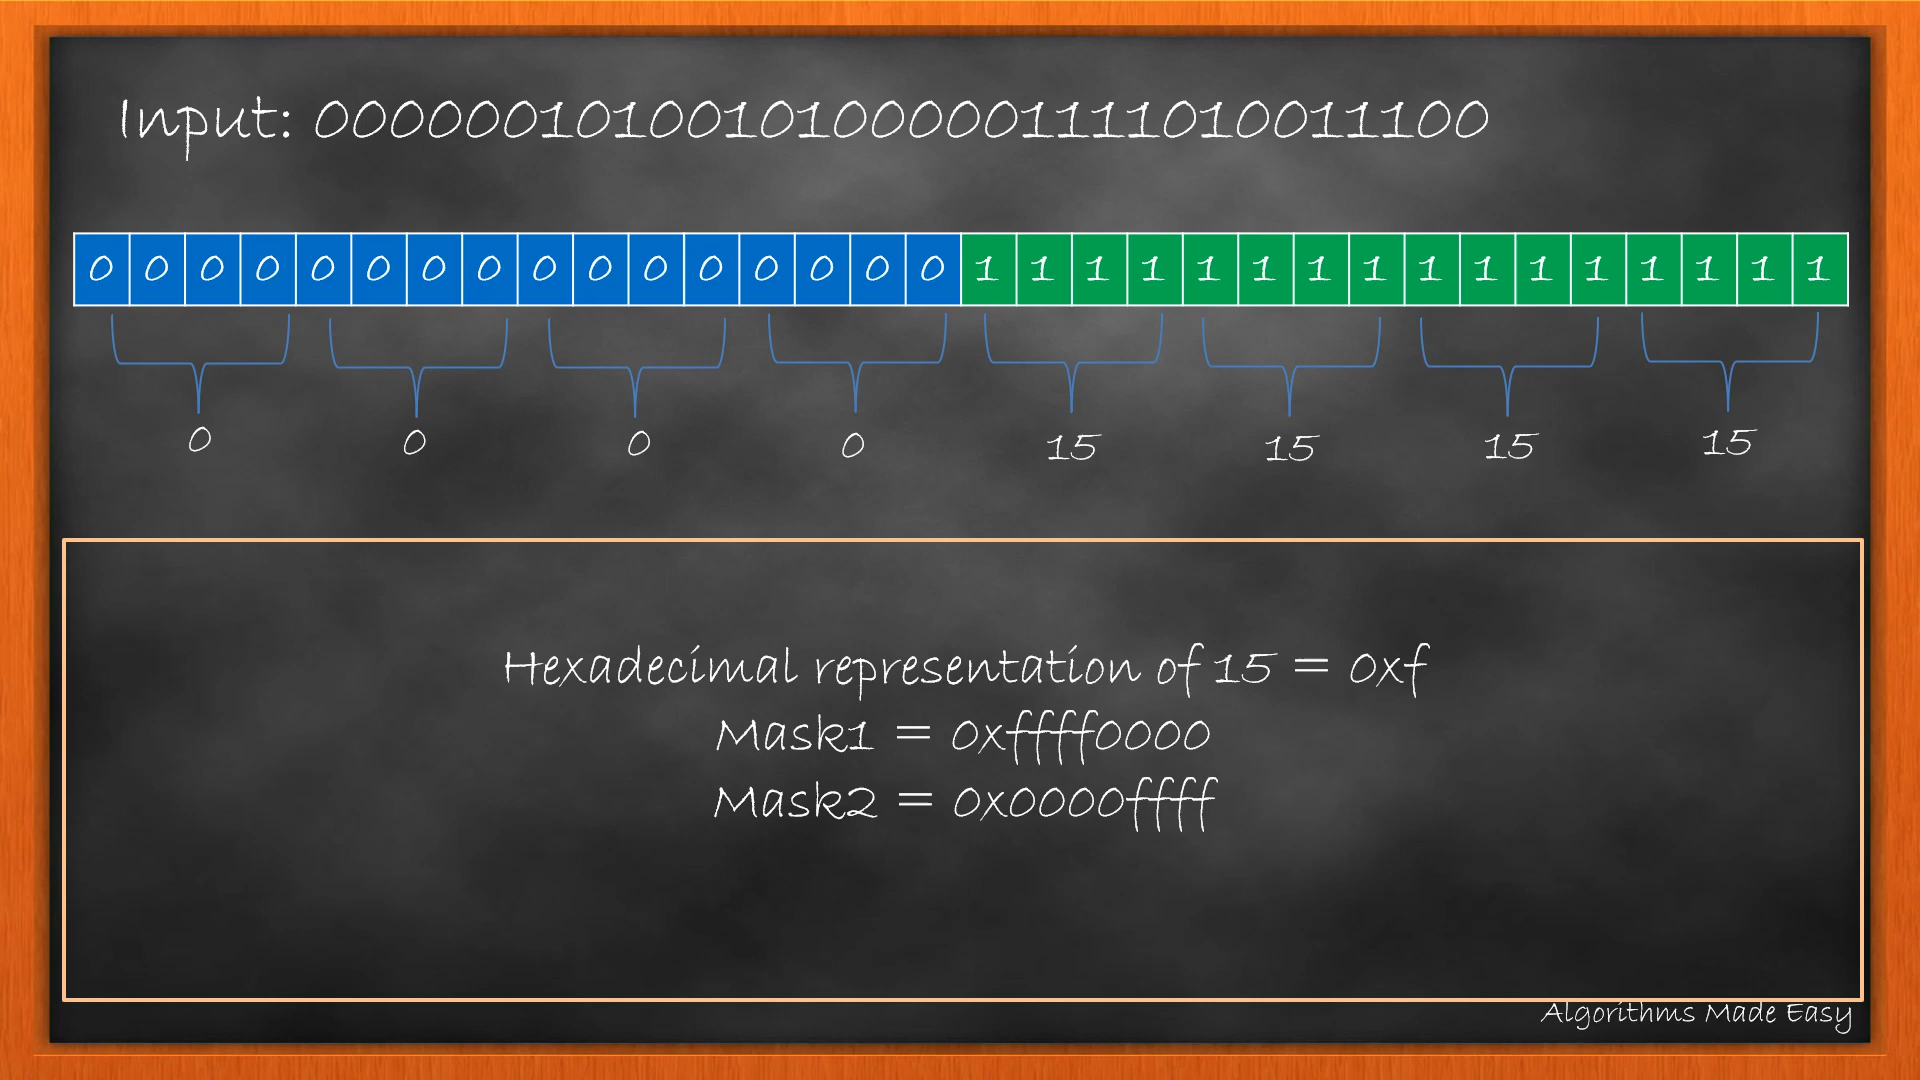 Input: 00000010100101000001111010011100
0 0 0 0 0 0 0 0 0 0 0 0 0 0 0 0 1 1 1 1 1 1 1 1 1 1 1 1 1 1 1 1
0 0 0 0 15 15 15 15
Hexadecimal representation of 15 = 0xf
Mask1 = 0xffff0000
Mask2 = 0x0000ffff
Algorithms Made Easy